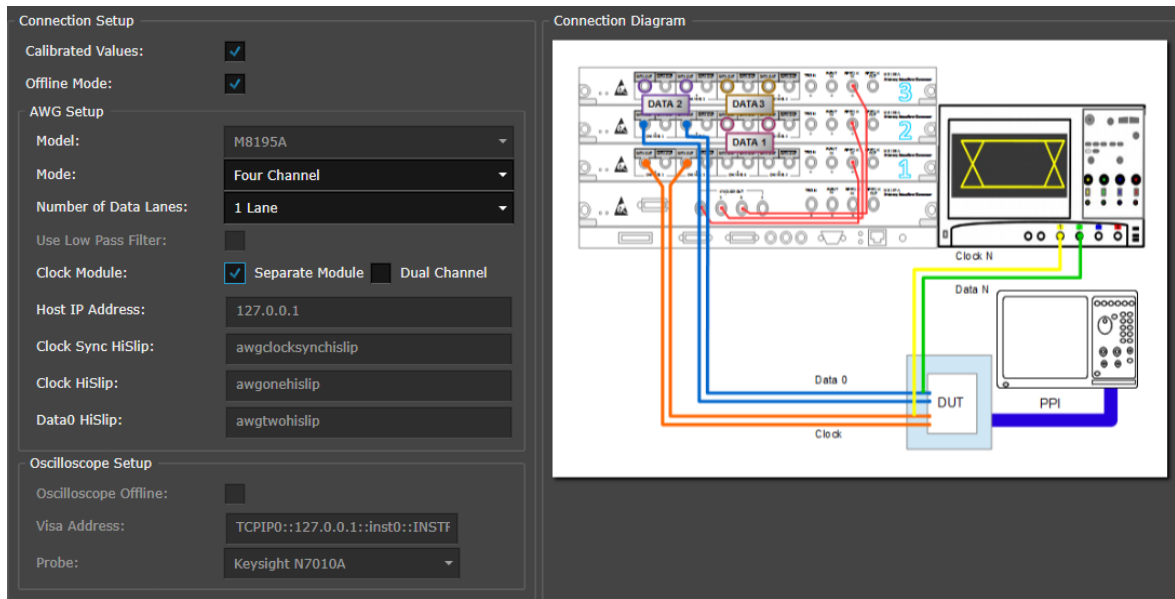 Connection Setup
Calibrated Values:
Offline Mode:
AWG Setup
Model: M8195A
Mode: Four Channel
Number of Data Lanes: 1 Lane
Use Low Pass Filter:
Clock Module: Separate Module Dual Channel
Host IP Address: 127.0.0.1
Clock Sync HiSlip: awgclocksynchislip
Clock HiSlip: awgonehislip
Data0 HiSlip: awgtwohislip
Oscilloscope Setup
Oscilloscope Offline:
Visa Address: TCPIP0::127.0.0.1::inst0::INSTF
Probe: Keysight N7010A
Connection Diagram
3
DATA 2 DATA3
2
DATA 1
1
Clock N
Data N
Data 0
DUT
PPI
Clock